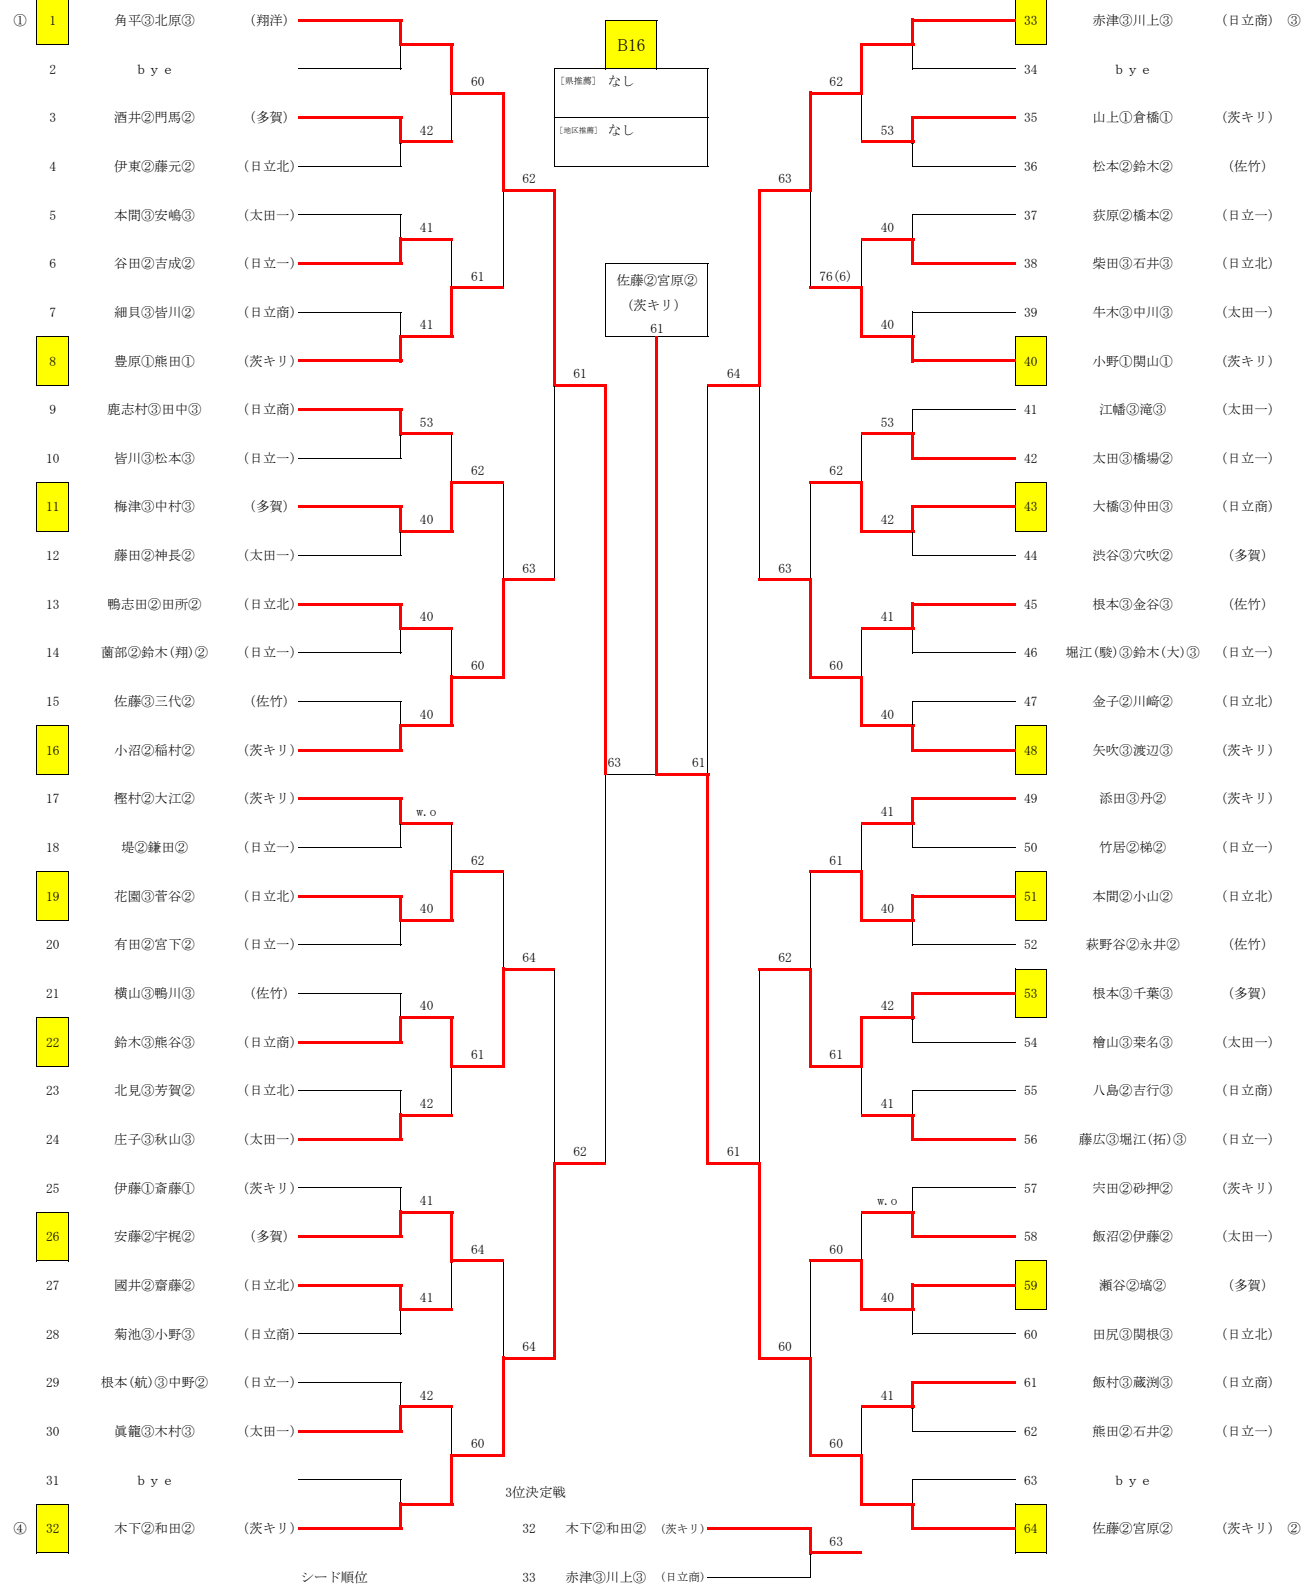 ① 1 角平③北原③ (翔洋)
2 ｂｙｅ
60
3 酒井②門馬② (多賀)
42
4 伊東②藤元② (日立北)
62
5 本間③安嶋③ (太田一)
41
6 谷田②吉成② (日立一)
61
7 細貝③皆川② (日立商)
41
8 豊原①熊田① (茨キリ)
61
9 鹿志村③田中③ (日立商)
53
10 皆川③松本③ (日立一)
62
11 梅津③中村③ (多賀)
40
12 藤田②神長② (太田一)
63
13 鴨志田②田所② (日立北)
40
14 薗部②鈴木(翔)② (日立一)
60
15 佐藤③三代② (佐竹)
40
16 小沼②稲村② (茨キリ)
63
17 樫村②大江② (茨キリ)
w.o
18 堤②鎌田② (日立一)
62
19 花園③菅谷② (日立北)
40
20 有田②宮下② (日立一)
64
21 横山③鴨川③ (佐竹)
40
22 鈴木③熊谷③ (日立商)
61
23 北見③芳賀② (日立北)
42
24 庄子③秋山③ (太田一)
62
25 伊藤①斎藤① (茨キリ)
41
26 安藤②宇梶② (多賀)
64
27 國井②齋藤② (日立北)
41
28 菊池③小野③ (日立商)
64
29 根本(航)③中野② (日立一)
42
30 眞籠③木村③ (太田一)
60
31 ｂｙｅ
④ 32 木下②和田② (茨キリ)
シード順位
B16
[県推薦] なし
[地区推薦] なし
佐藤②宮原②
(茨キリ)
61
33 赤津③川上③ (日立商) ③
34 ｂｙｅ
62
35 山上①倉橋① (茨キリ)
53
36 松本②鈴木② (佐竹)
63
37 荻原②橋本② (日立一)
40
38 柴田③石井③ (日立北)
76(6)
39 牛木③中川③ (太田一)
40
40 小野①関山① (茨キリ)
64
41 江幡③滝③ (太田一)
53
42 太田③橋場② (日立一)
62
43 大橋③仲田③ (日立商)
42
44 渋谷③穴吹② (多賀)
63
45 根本③金谷③ (佐竹)
41
46 堀江(駿)③鈴木(大)③ (日立一)
60
47 金子②川﨑② (日立北)
40
48 矢吹③渡辺③ (茨キリ)
61
49 添田③丹② (茨キリ)
41
50 竹居②梯② (日立一)
61
51 本間②小山② (日立北)
40
52 萩野谷②永井② (佐竹)
62
53 根本③千葉③ (多賀)
42
54 檜山③桒名③ (太田一)
61
55 八島②吉行③ (日立商)
41
56 藤広③堀江(拓)③ (日立一)
61
57 宍田②砂押② (茨キリ)
w.o
58 飯沼②伊藤② (太田一)
60
59 瀬谷②塙② (多賀)
40
60 田尻③関根③ (日立北)
60
61 飯村③蔵渕③ (日立商)
41
62 熊田②石井② (日立一)
60
63 ｂｙｅ
64 佐藤②宮原② (茨キリ) ②
3位決定戦
32 木下②和田② (茨キリ)
63
33 赤津③川上③ (日立商)